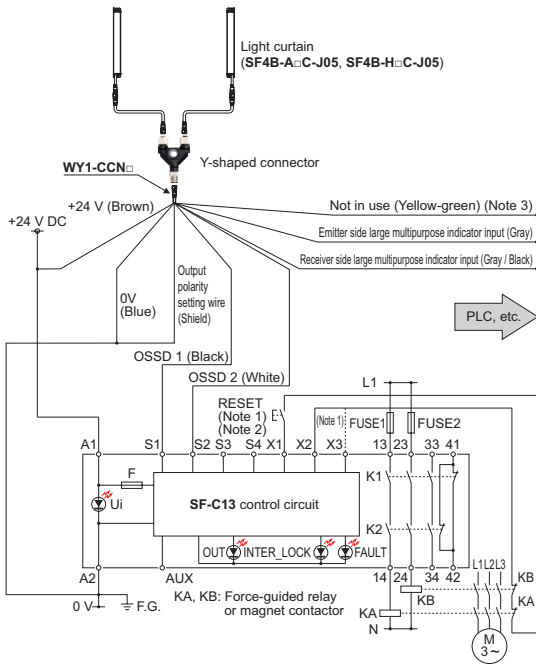 Light curtain
(SF4B-A□C-J05, SF4B-H□C-J05)
Y-shaped connector
WY1-CCN□
+24 V (Brown)
Not in use (Yellow-green) (Note 3)
+24 V DC
Emitter side large multipurpose indicator input (Gray)
Receiver side large multipurpose indicator input (Gray / Black)
0V
(Blue)
Output
polarity
setting wire
(Shield)
PLC, etc.
OSSD 1 (Black)
OSSD 2 (White)
L1
RESET
(Note 1)
(Note 2)
(Note 1)
FUSE1
FUSE2
A1
S1
S2
S3
S4
X1
X2
X3
13
23
33
41
F
K1
Ui
SF-C13 control circuit
K2
OUT
INTER_LOCK
FAULT
A2
AUX
14
24
34
42
L1
L2
L3
KB
KA, KB: Force-guided relay
or magnet contactor
KB
KA
KA
0 V
F.G.
N
M
3~